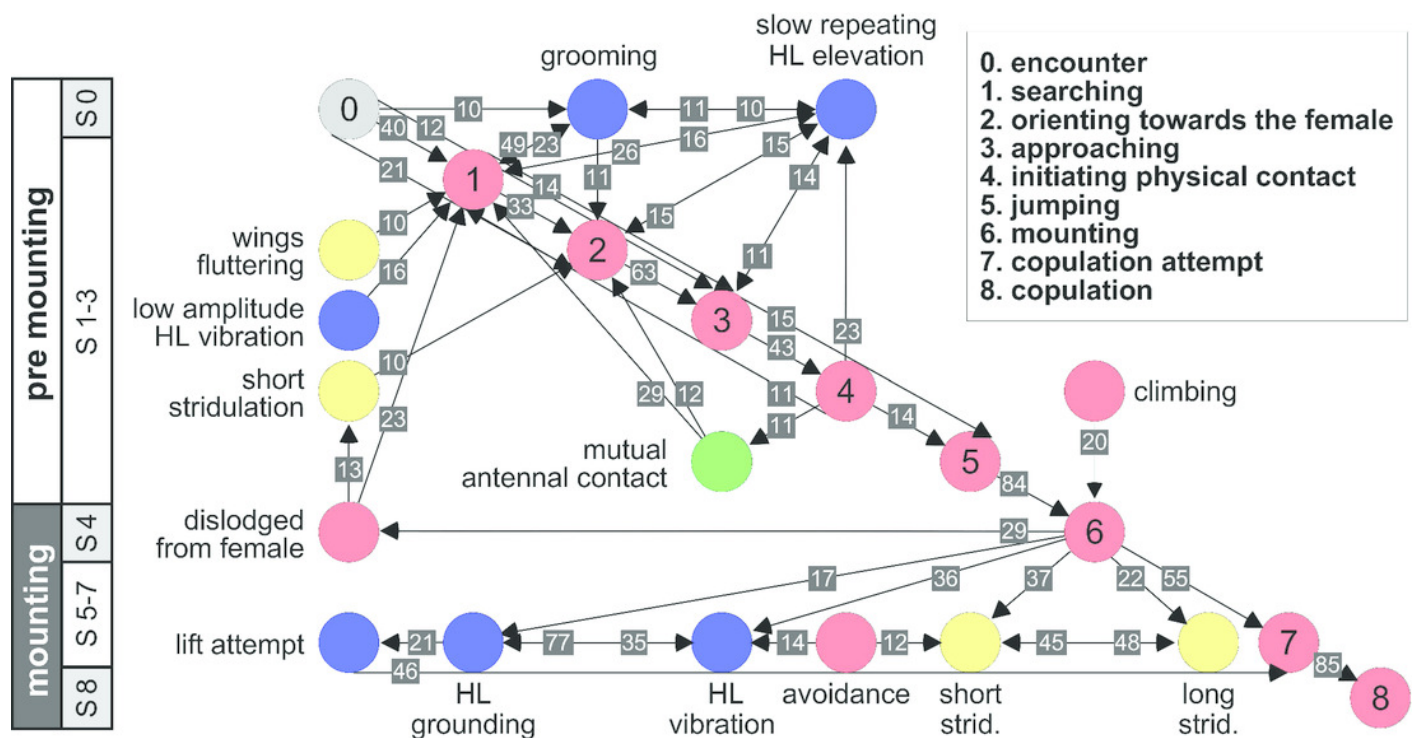 slow repeating
HL elevation
grooming
0. encounter
1. searching
2. orienting towards the female
3. approaching
4. initiating physical contact
5. jumping
6. mounting
7. copulation attempt
8. copulation
pre mounting
S 0
S 1-3
mounting
S 4
S 5-7
S 8
0
10
11
10
40
12
49
23
26
16
15
21
1
11
14
14
33
15
wings
fluttering
10
2
11
16
63
low amplitude
HL vibration
3
15
23
43
short
stridulation
10
29
12
11
4
climbing
23
11
14
20
mutual
antennal contact
5
13
84
dislodged
from female
29
6
17
36
37
22
55
lift attempt
21
77
35
14
12
45
48
7
46
85
HL
grounding
HL
vibration
avoidance
short
strid.
long
strid.
8